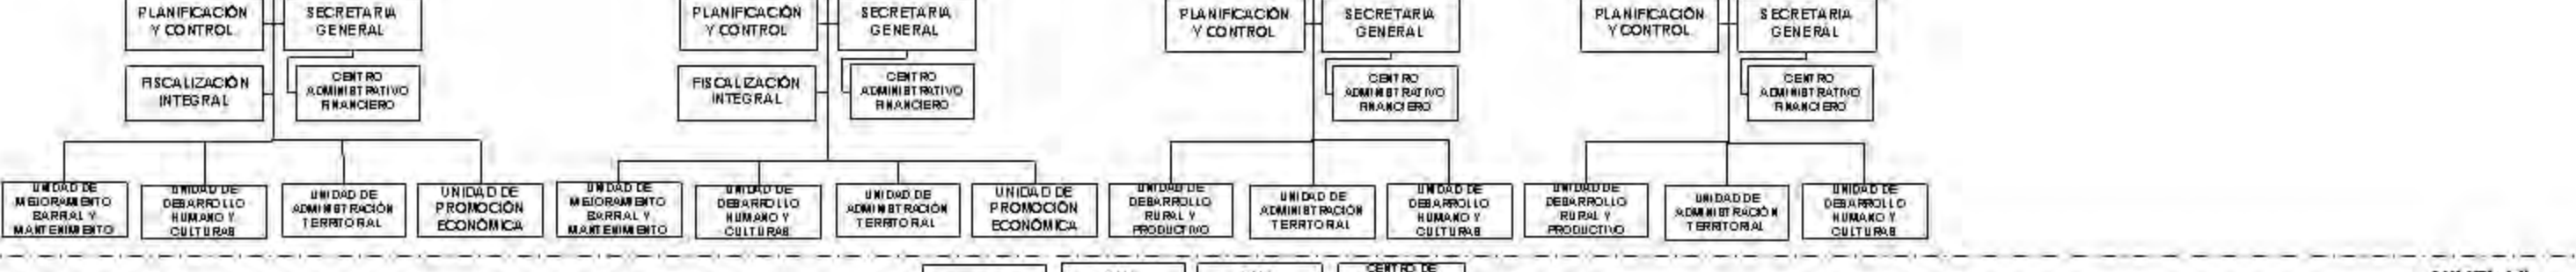 PLANIFICACIÓN
Y CONTROL
SECRETARIA
GENERAL
FISCALIZACIÓN
INTEGRAL
CENTRO
ADMINISTRATIVO
FINANCIERO
UNIDAD DE
MEJORAMIENTO
BARRIAL Y
MANTENIMIENTO
UNIDAD DE
DESARROLLO
HUMANO Y
CULTURAS
UNIDAD DE
ADMINISTRACIÓN
TERRITORIAL
UNIDAD DE
PROMOCIÓN
ECONÓMICA
PLANIFICACIÓN
Y CONTROL
SECRETARIA
GENERAL
FISCALIZACIÓN
INTEGRAL
CENTRO
ADMINISTRATIVO
FINANCIERO
UNIDAD DE
MEJORAMIENTO
BARRIAL Y
MANTENIMIENTO
UNIDAD DE
DESARROLLO
HUMANO Y
CULTURAS
UNIDAD DE
ADMINISTRACIÓN
TERRITORIAL
UNIDAD DE
PROMOCIÓN
ECONÓMICA
PLANIFICACIÓN
Y CONTROL
SECRETARIA
GENERAL
CENTRO
ADMINISTRATIVO
FINANCIERO
UNIDAD DE
DESARROLLO
RURAL Y
PRODUCTIVO
UNIDAD DE
ADMINISTRACIÓN
TERRITORIAL
UNIDAD DE
DESARROLLO
HUMANO Y
CULTURAS
PLANIFICACIÓN
Y CONTROL
SECRETARIA
GENERAL
CENTRO
ADMINISTRATIVO
FINANCIERO
UNIDAD DE
DESARROLLO
RURAL Y
PRODUCTIVO
UNIDAD DE
ADMINISTRACIÓN
TERRITORIAL
UNIDAD DE
DESARROLLO
HUMANO Y
CULTURAS
CENTRO DE